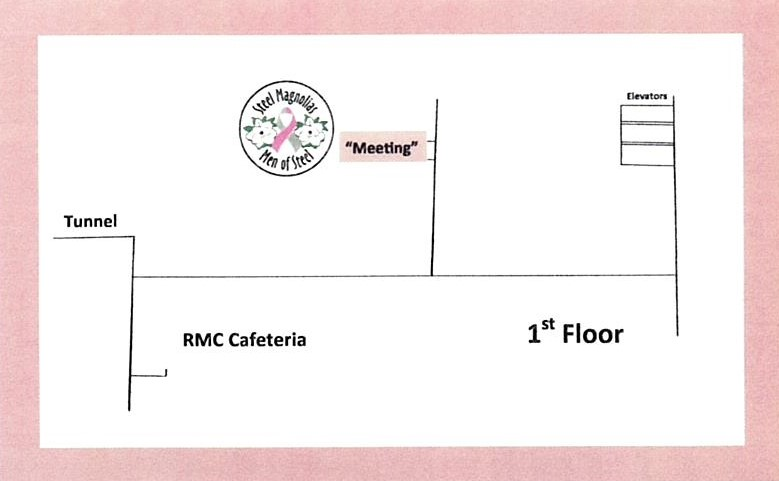 Steel Magnolias
Men of Steel
Elevators
“Meeting”
Tunnel
RMC Cafeteria
1st Floor